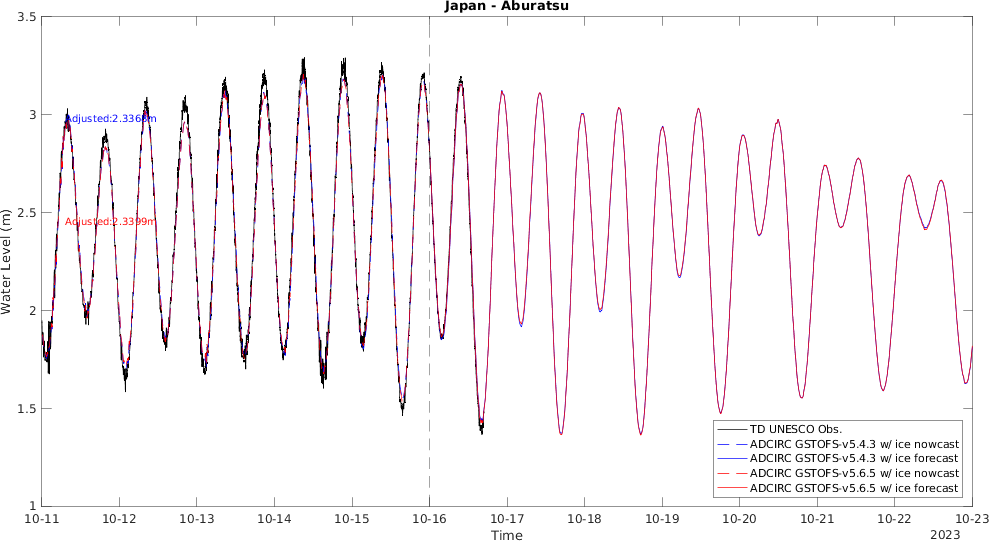 Japan - Aburatsu
3.5
3
2.5
2
1.5
1
Water Level (m)
Adjusted:2.3368m
Adjusted:2.3399m
TD UNESCO Obs.
ADCIRC GSTOFS-v5.4.3 w/ ice nowcast
ADCIRC GSTOFS-v5.4.3 w/ ice forecast
ADCIRC GSTOFS-v5.6.5 w/ ice nowcast
ADCIRC GSTOFS-v5.6.5 w/ ice forecast
10-11 10-12 10-13 10-14 10-15 10-16 10-17 10-18 10-19 10-20 10-21 10-22 10-23
Time
2023